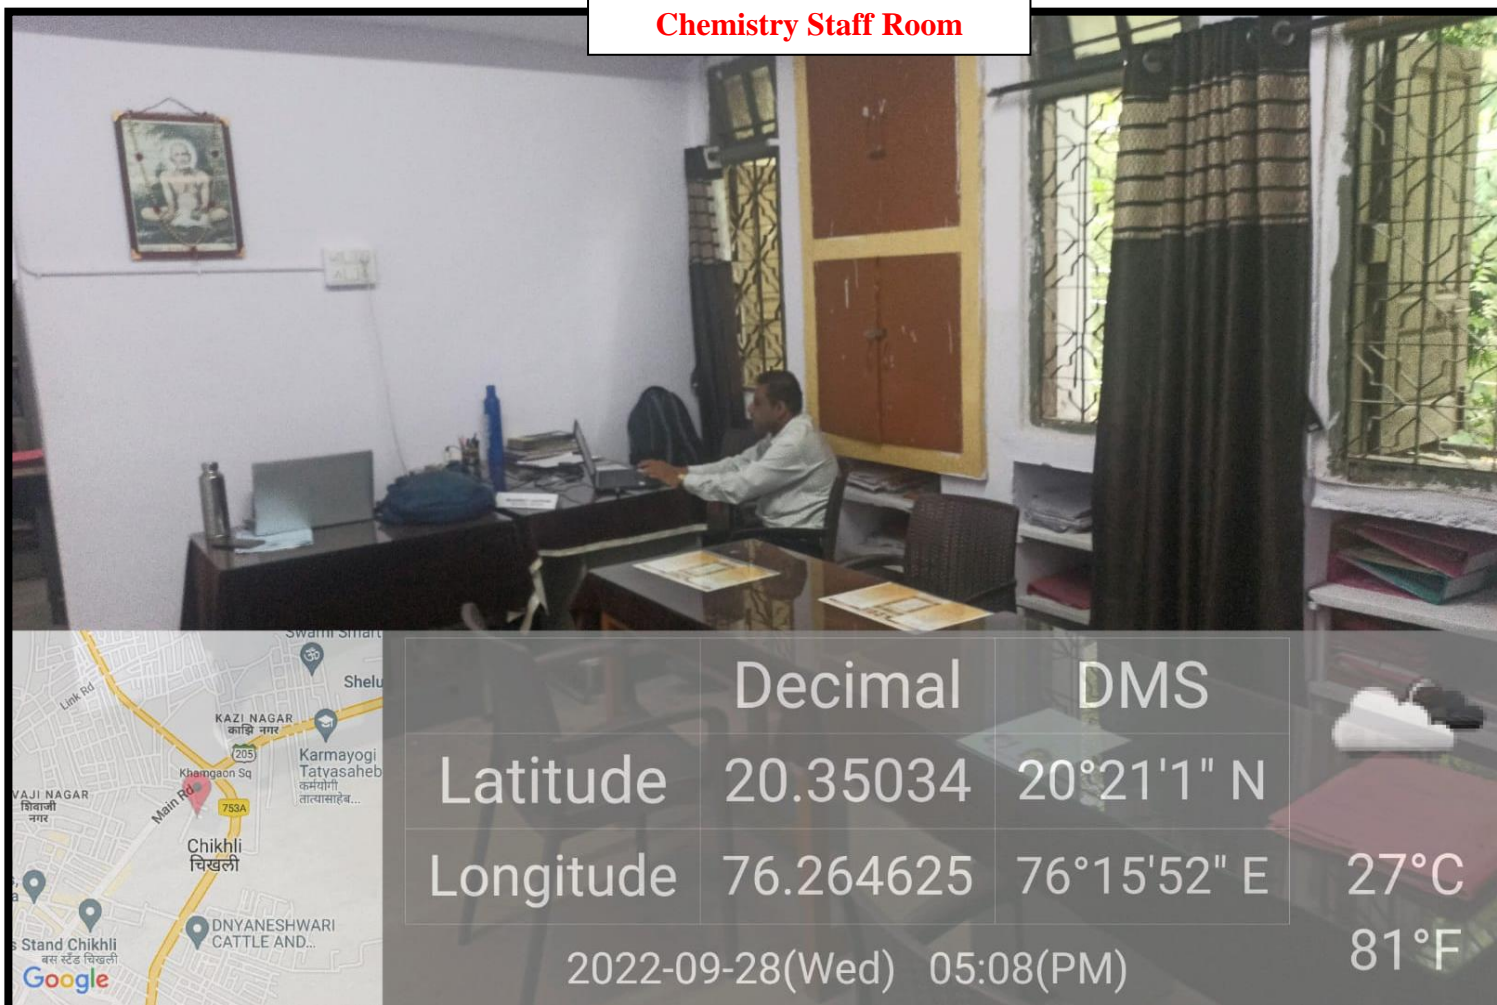 Chemistry Staff Room
Swami Smart
Shelu
Link Rd
KAZI NAGAR
काझि नगर
205
Khamgaon Sq
Karmayogi
Tatyasaheb
कर्मयोगी
तात्यासाहेब...
VAJI NAGAR
शिवाजी
नगर
Main Rd
753A
Chikhli
चिखली
DNYANESHWARI
CATTLE AND...
s Stand Chikhli
बस स्टँड चिखली
Google
Decimal DMS
Latitude 20.35034 20°21'1" N
Longitude 76.264625 76°15'52" E
2022-09-28(Wed) 05:08(PM)
27°C
81°F